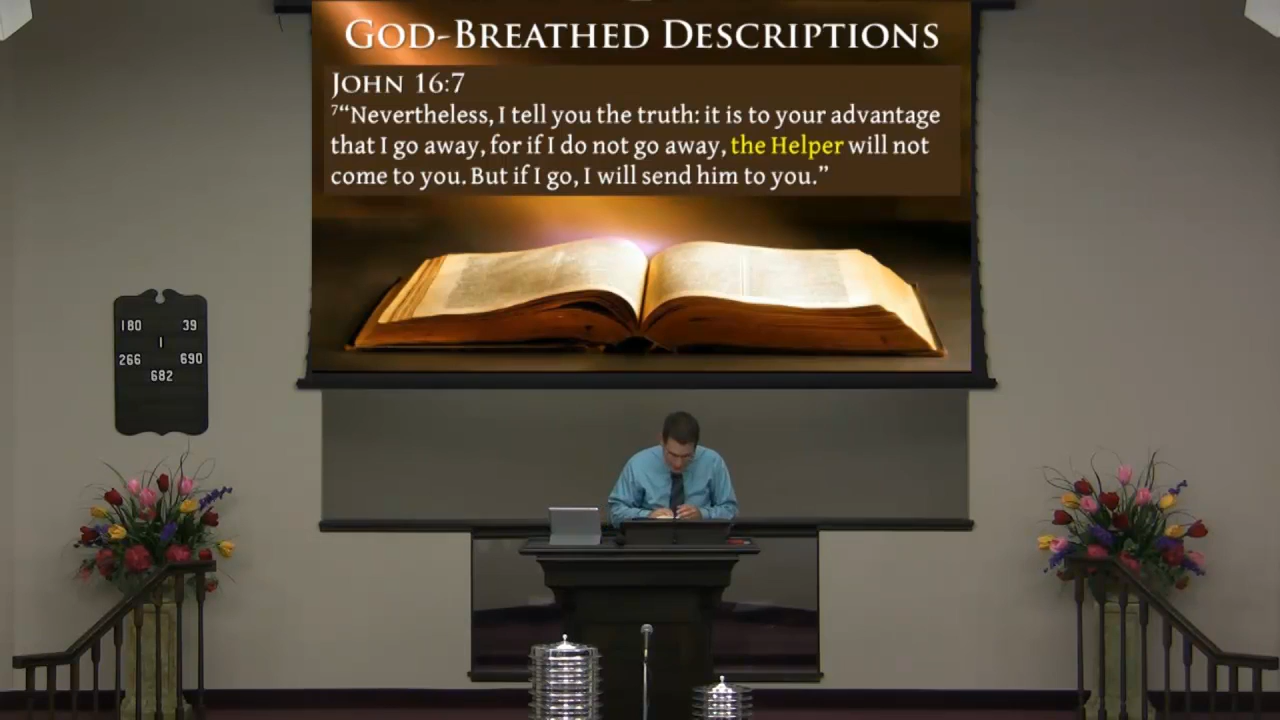 GOD-BREATHED DESCRIPTIONS
JOHN 16:7
⁷“Nevertheless, I tell you the truth: it is to your advantage
that I go away, for if I do not go away, the Helper will not
come to you. But if I go, I will send him to you.”
180 39
1
266 690
682